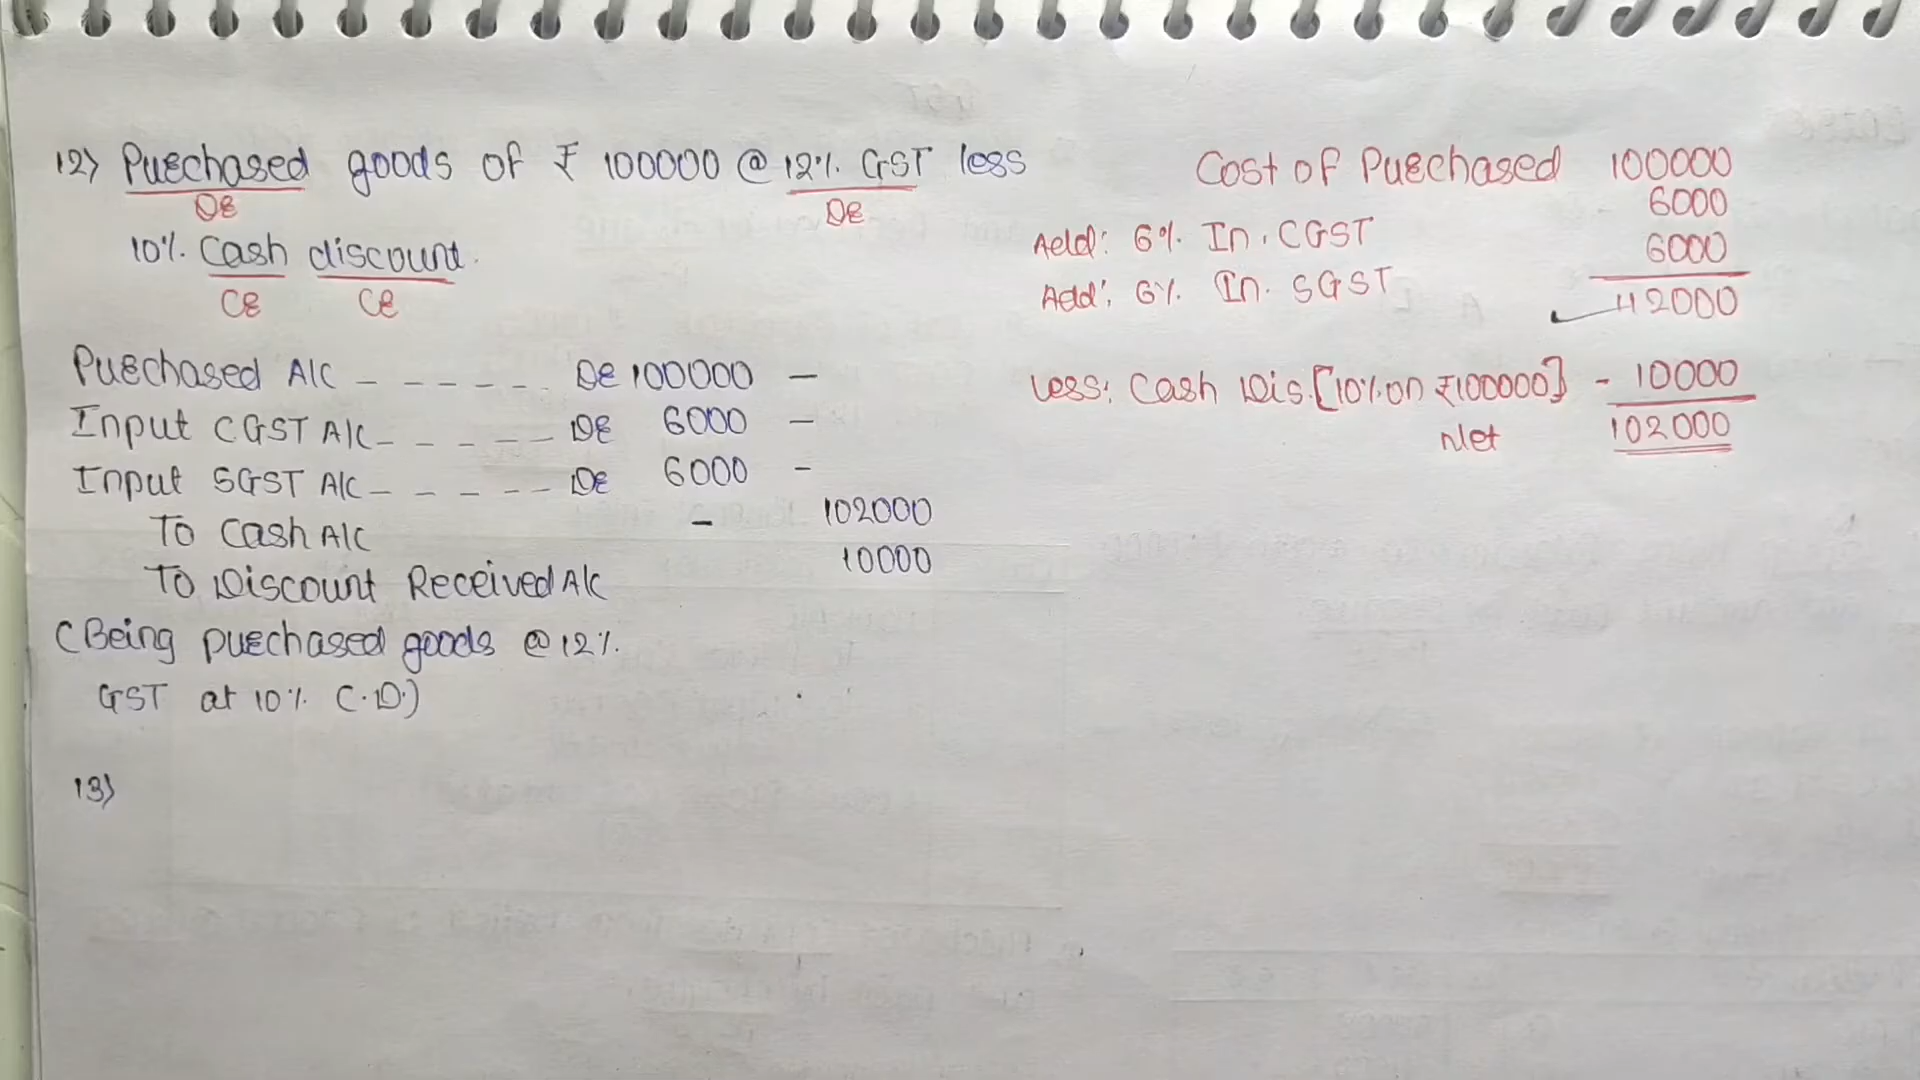 12) Purchased goods of ₹ 100000 @ 12% GST less
Dr Dr
10% Cash discount.
Cr Cr
Purchased A/c - - - - - - Dr 100000 -
Input CGST A/c - - - - - Dr 6000 -
Input SGST A/c - - - - - Dr 6000 -
To Cash A/c - 102000
To Discount Received A/c 10000
(Being purchased goods @ 12%
GST at 10% C.D.)
13)
Cost of Purchased 100000
6000
Add: 6% In. CGST 6000
Add: 6% In. SGST 112000
Less: Cash Dis. [10% on ₹100000] - 10000
Net 102000